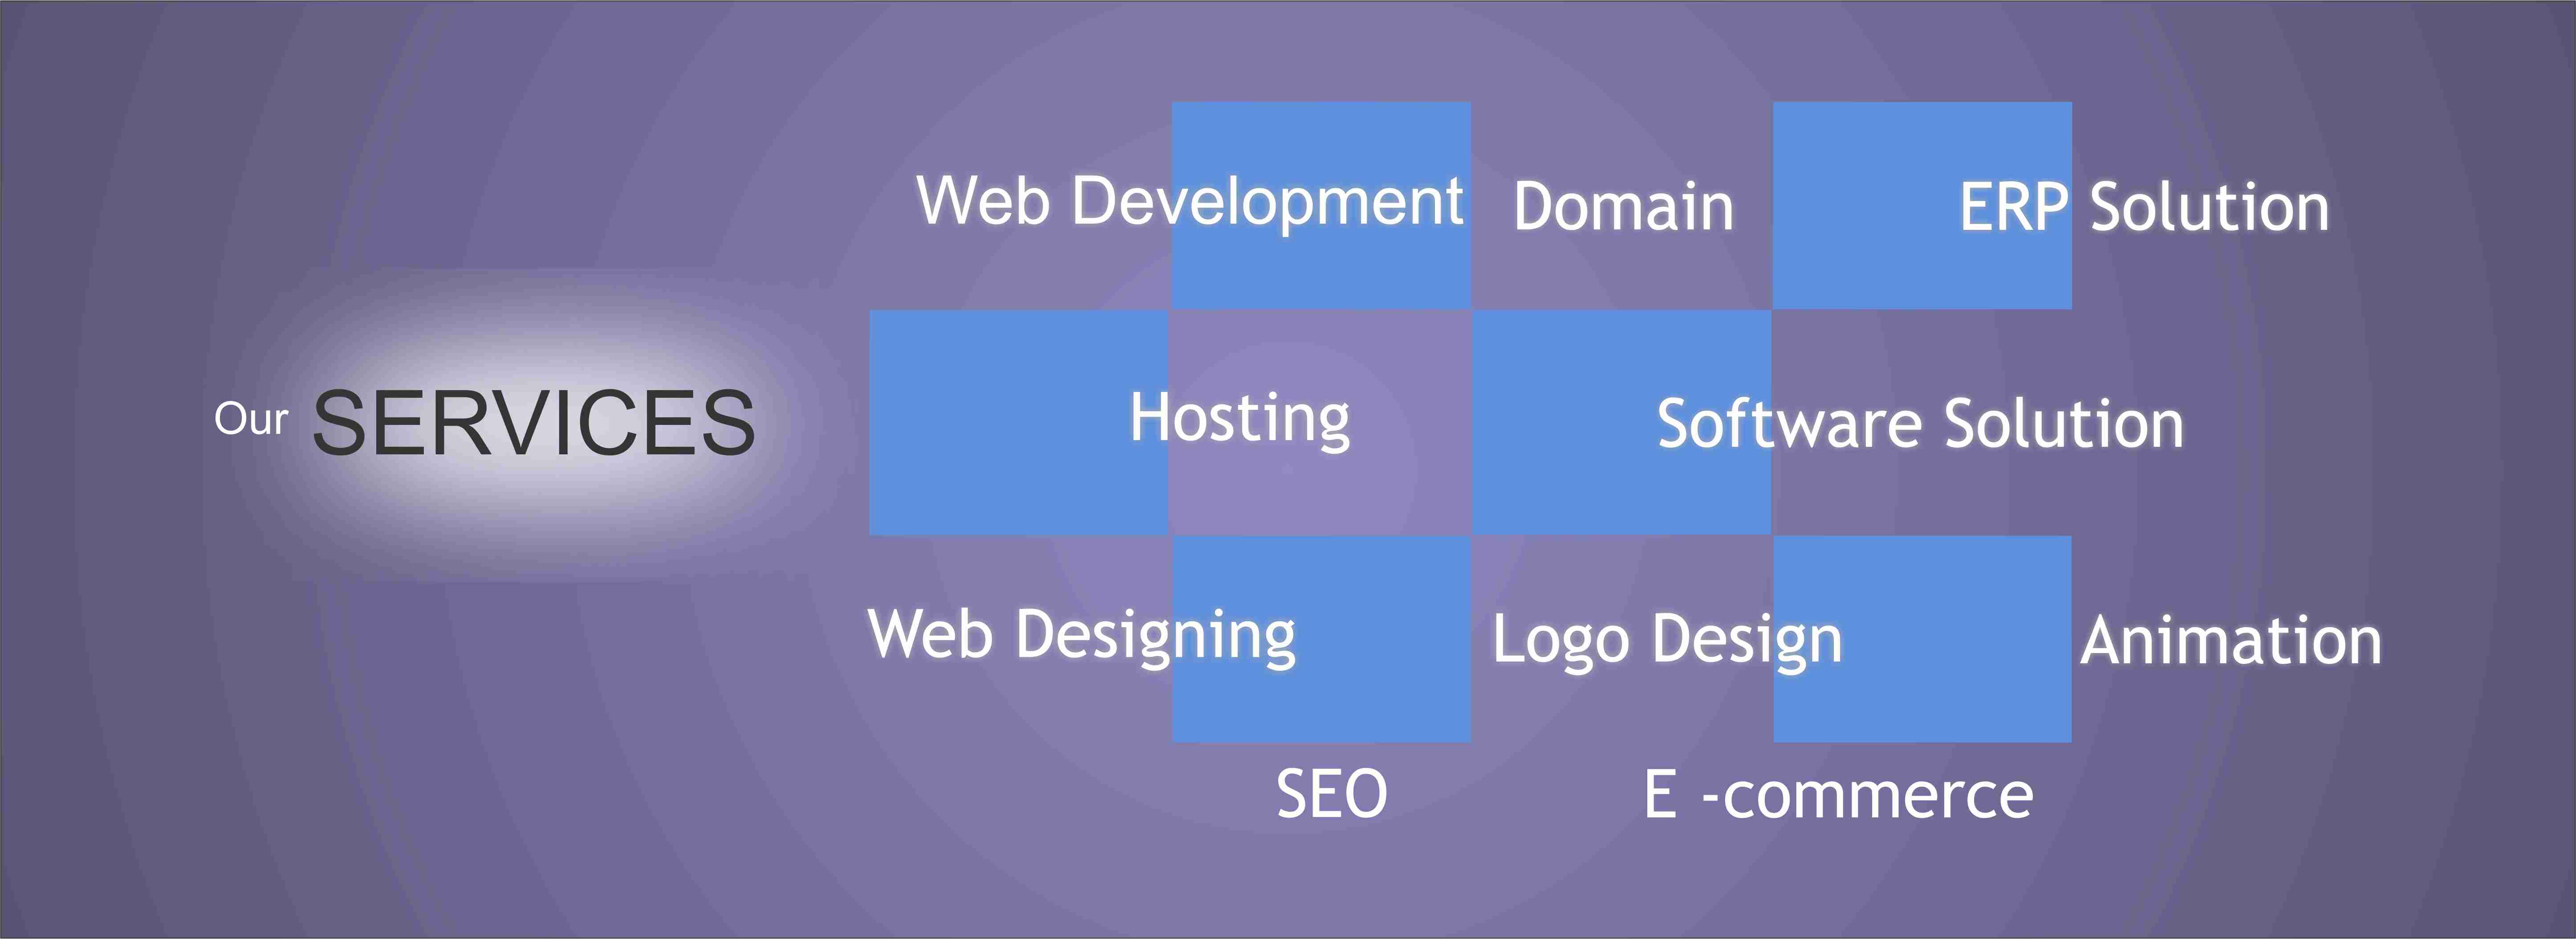 Our SERVICES
Web Development Domain ERP Solution
Hosting Software Solution
Web Designing Logo Design Animation
SEO E -commerce